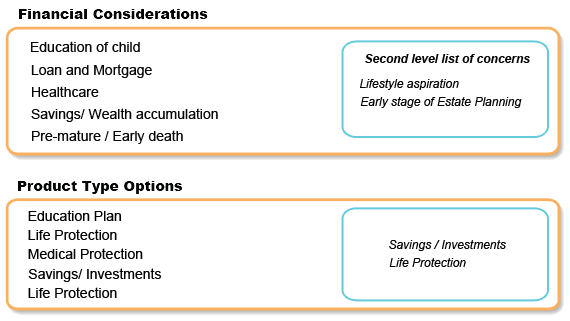 Financial Considerations
Education of child
Loan and Mortgage
Healthcare
Savings/ Wealth accumulation
Pre-mature / Early death
Second level list of concerns
Lifestyle aspiration
Early stage of Estate Planning
Product Type Options
Education Plan
Life Protection
Medical Protection
Savings/ Investments
Life Protection
Savings / Investments
Life Protection